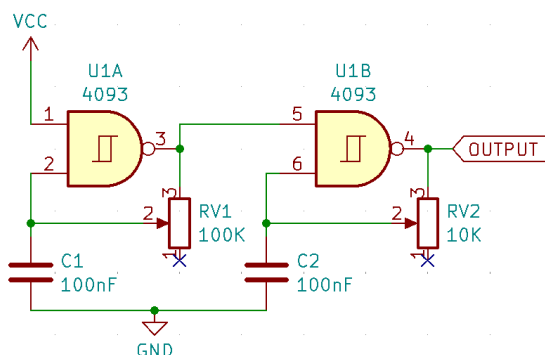 VCC
U1A
4093
1
2
3
U1B
4093
5
6
4
OUTPUT
3
2
1
RV1
100K
3
2
1
RV2
10K
C1
100nF
C2
100nF
GND